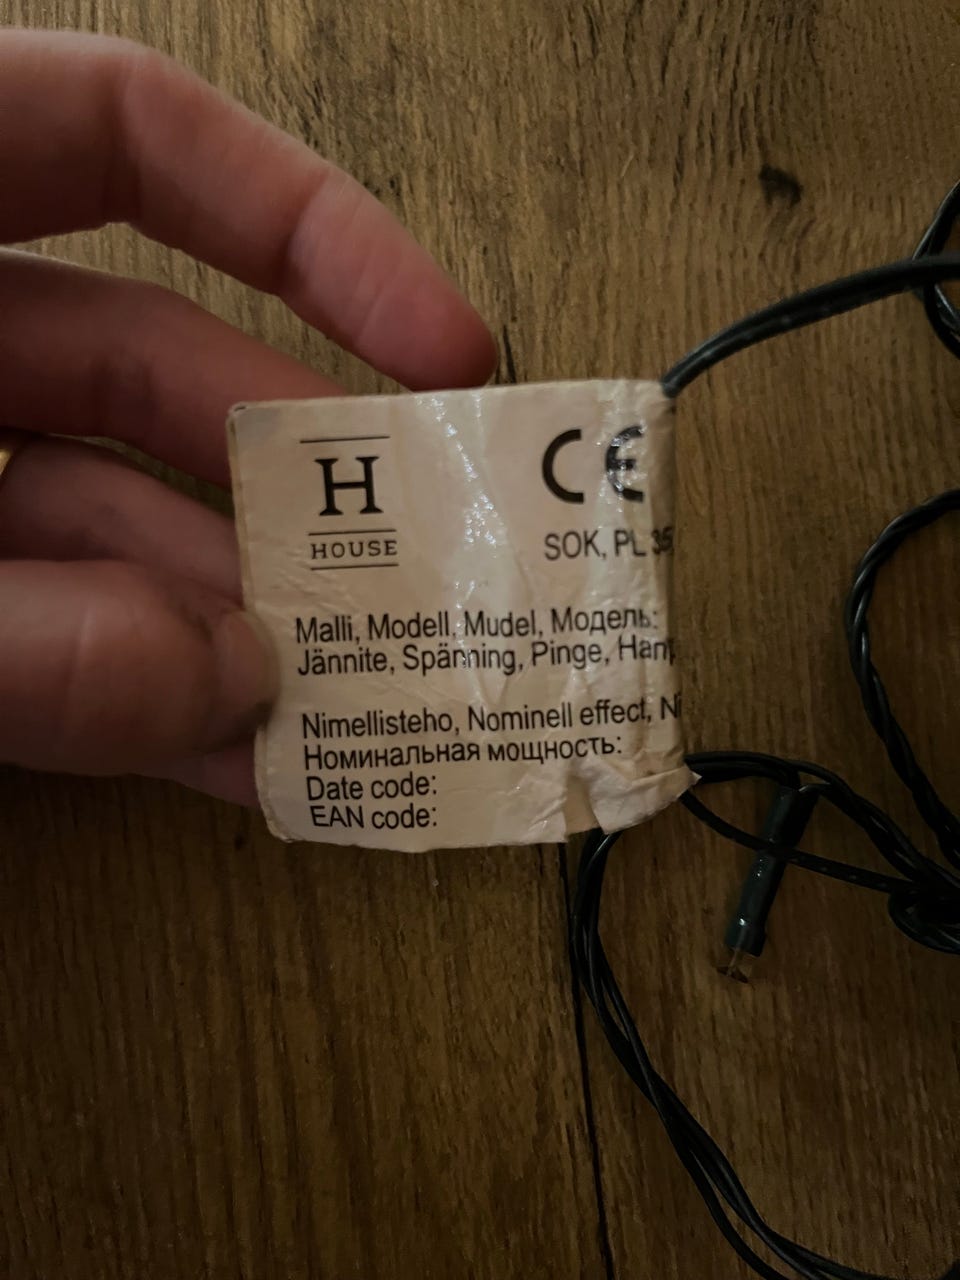 H
HOUSE
CE
SOK, PL 35
Malli, Modell, Mudel, Модель:
Jännite, Spänning, Pinge,
Nimellisteho, Nominell effect,
Номинальная мощность:
Date code:
EAN code: